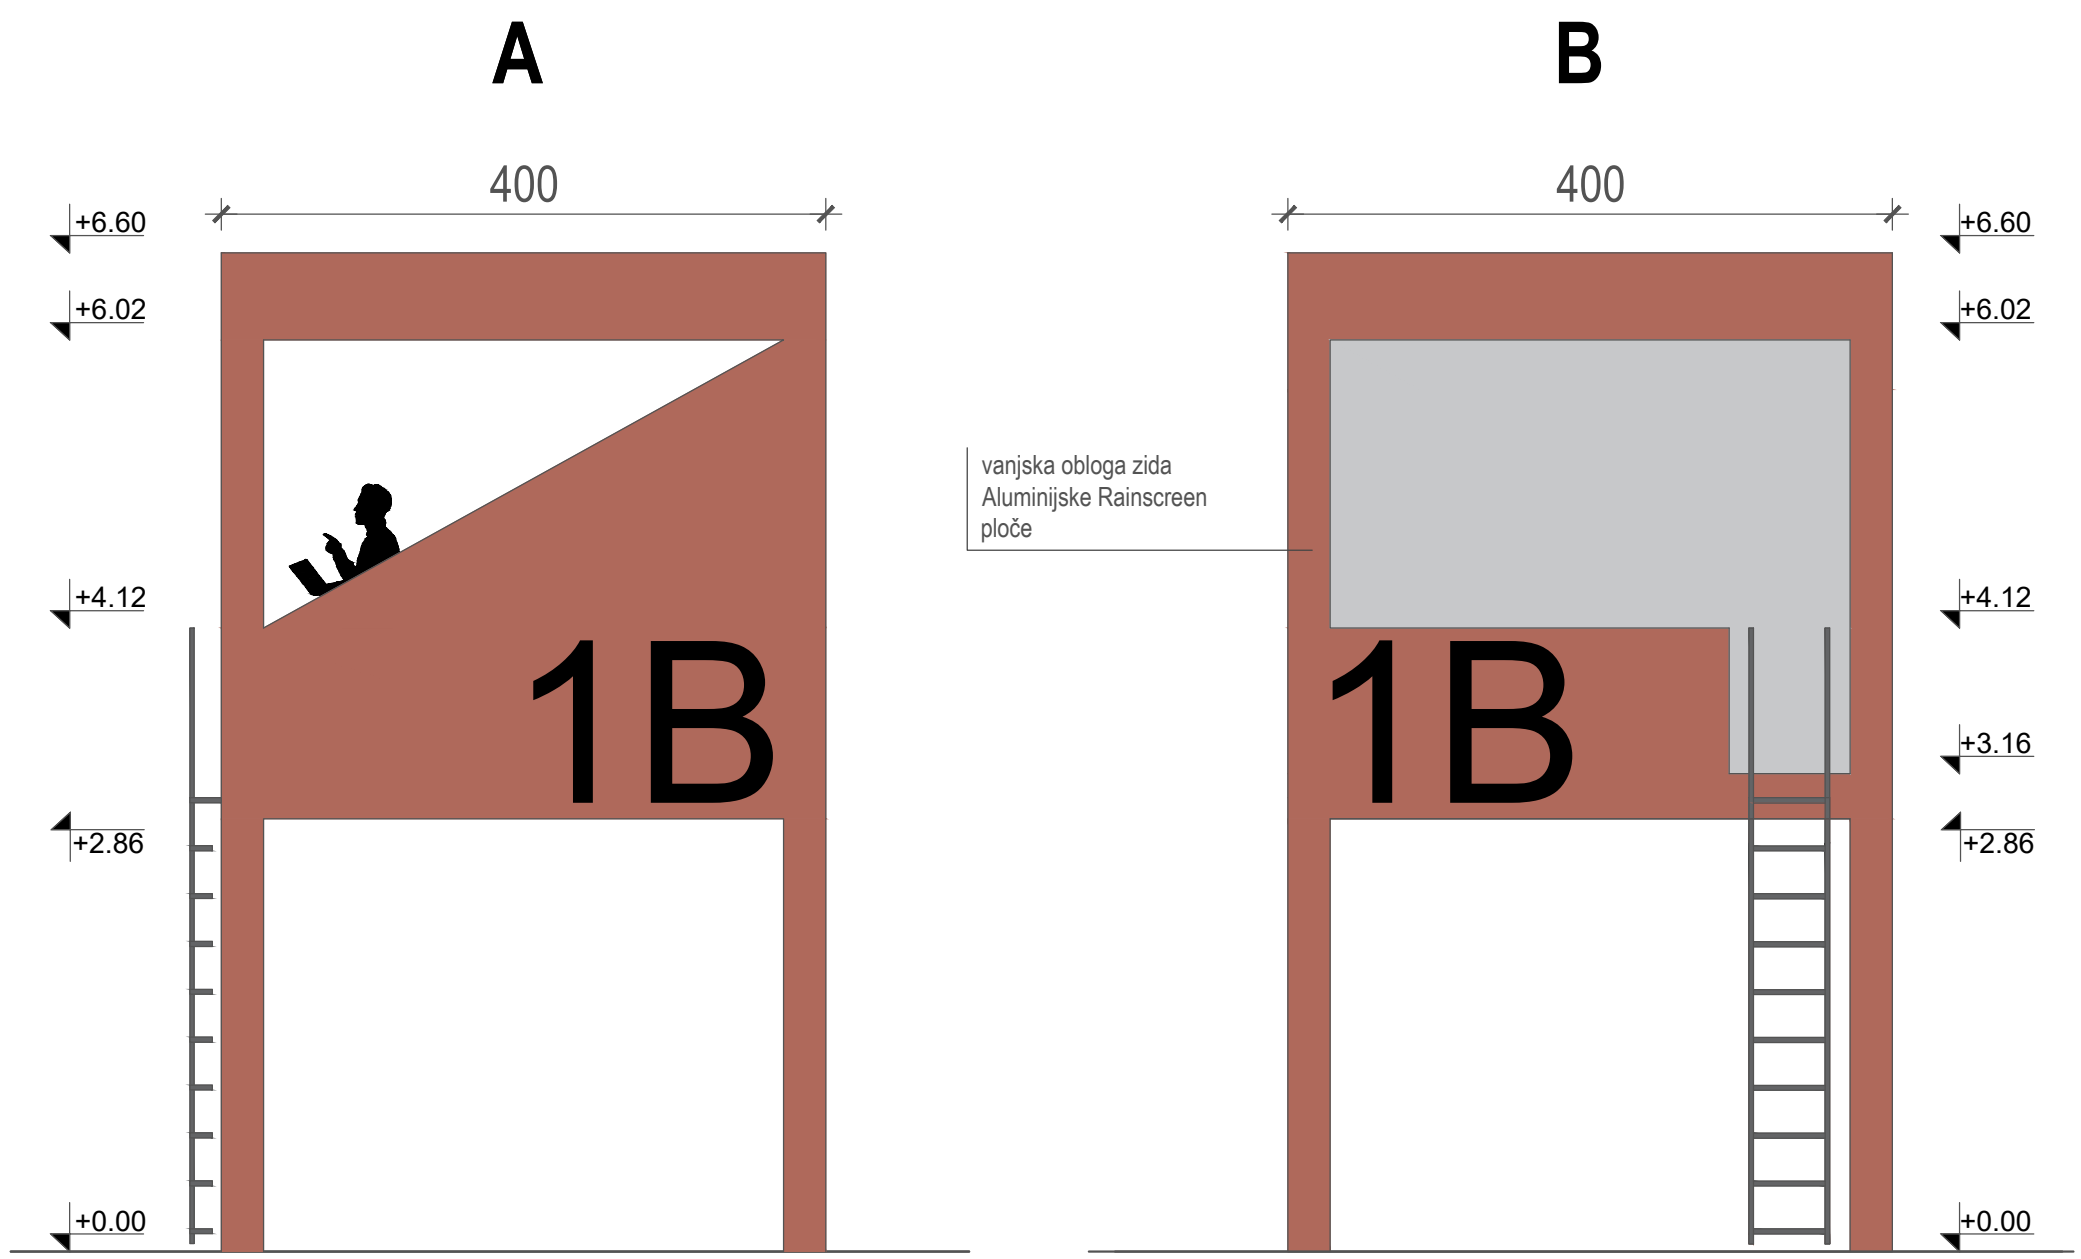 A
B
400
400
+6.60
+6.60
+6.02
+6.02
vanjska obloga zida
Aluminijske Rainscreen
ploče
+4.12
+4.12
1B
1B
+3.16
+2.86
+2.86
+0.00
+0.00